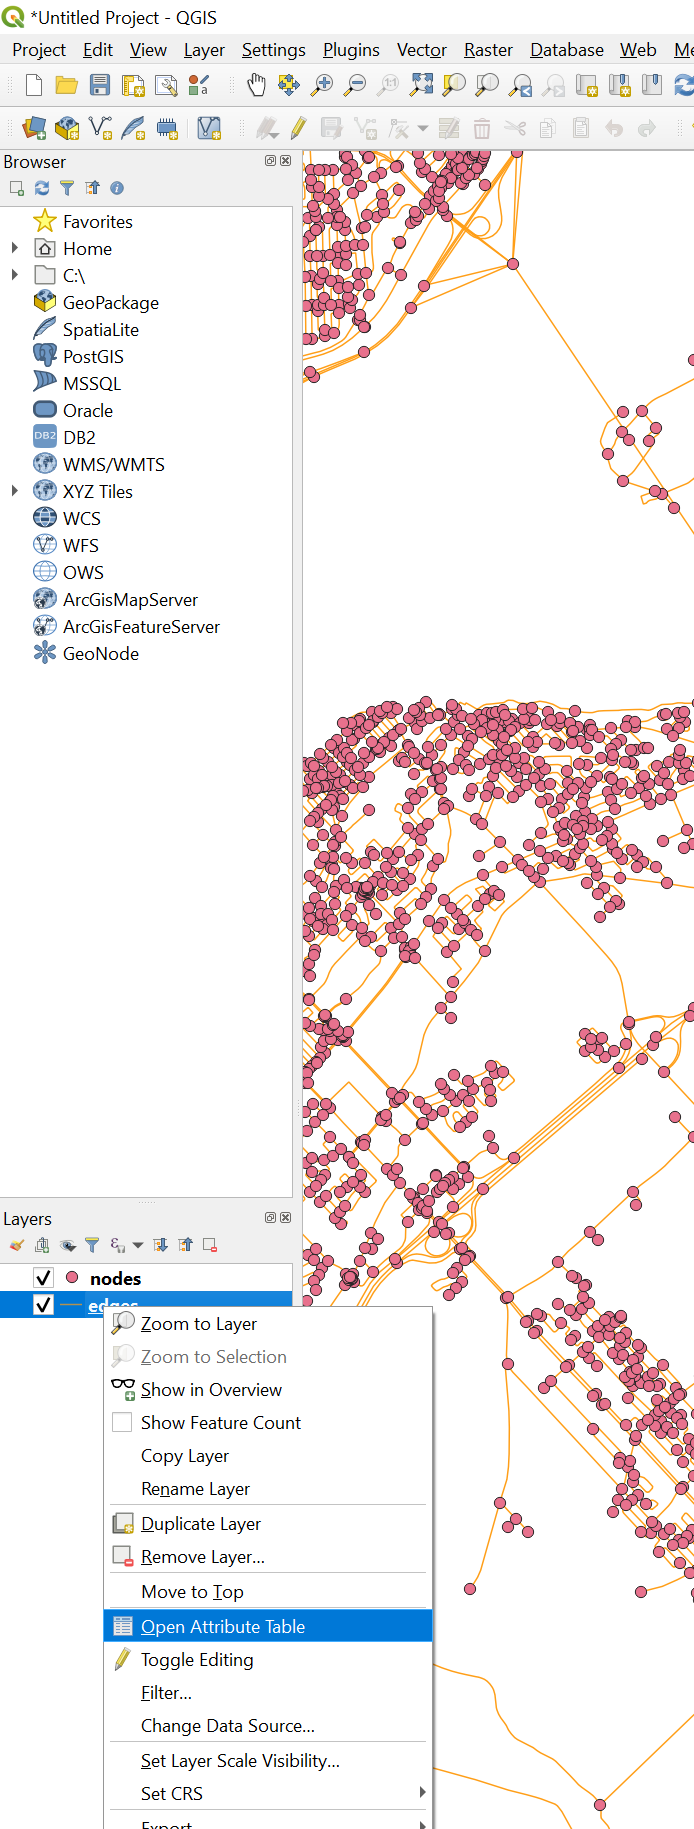 *Untitled Project - QGIS
Project Edit View Layer Settings Plugins Vector Raster Database Web Me
Browser
Favorites
Home
C:\
GeoPackage
SpatiaLite
PostGIS
MSSQL
Oracle
DB2 DB2
WMS/WMTS
XYZ Tiles
WCS
WFS
OWS
ArcGisMapServer
ArcGisFeatureServer
GeoNode
Layers
nodes
edges
Zoom to Layer
Zoom to Selection
Show in Overview
Show Feature Count
Copy Layer
Rename Layer
Duplicate Layer
Remove Layer...
Move to Top
Open Attribute Table
Toggle Editing
Filter...
Change Data Source...
Set Layer Scale Visibility...
Set CRS
Export